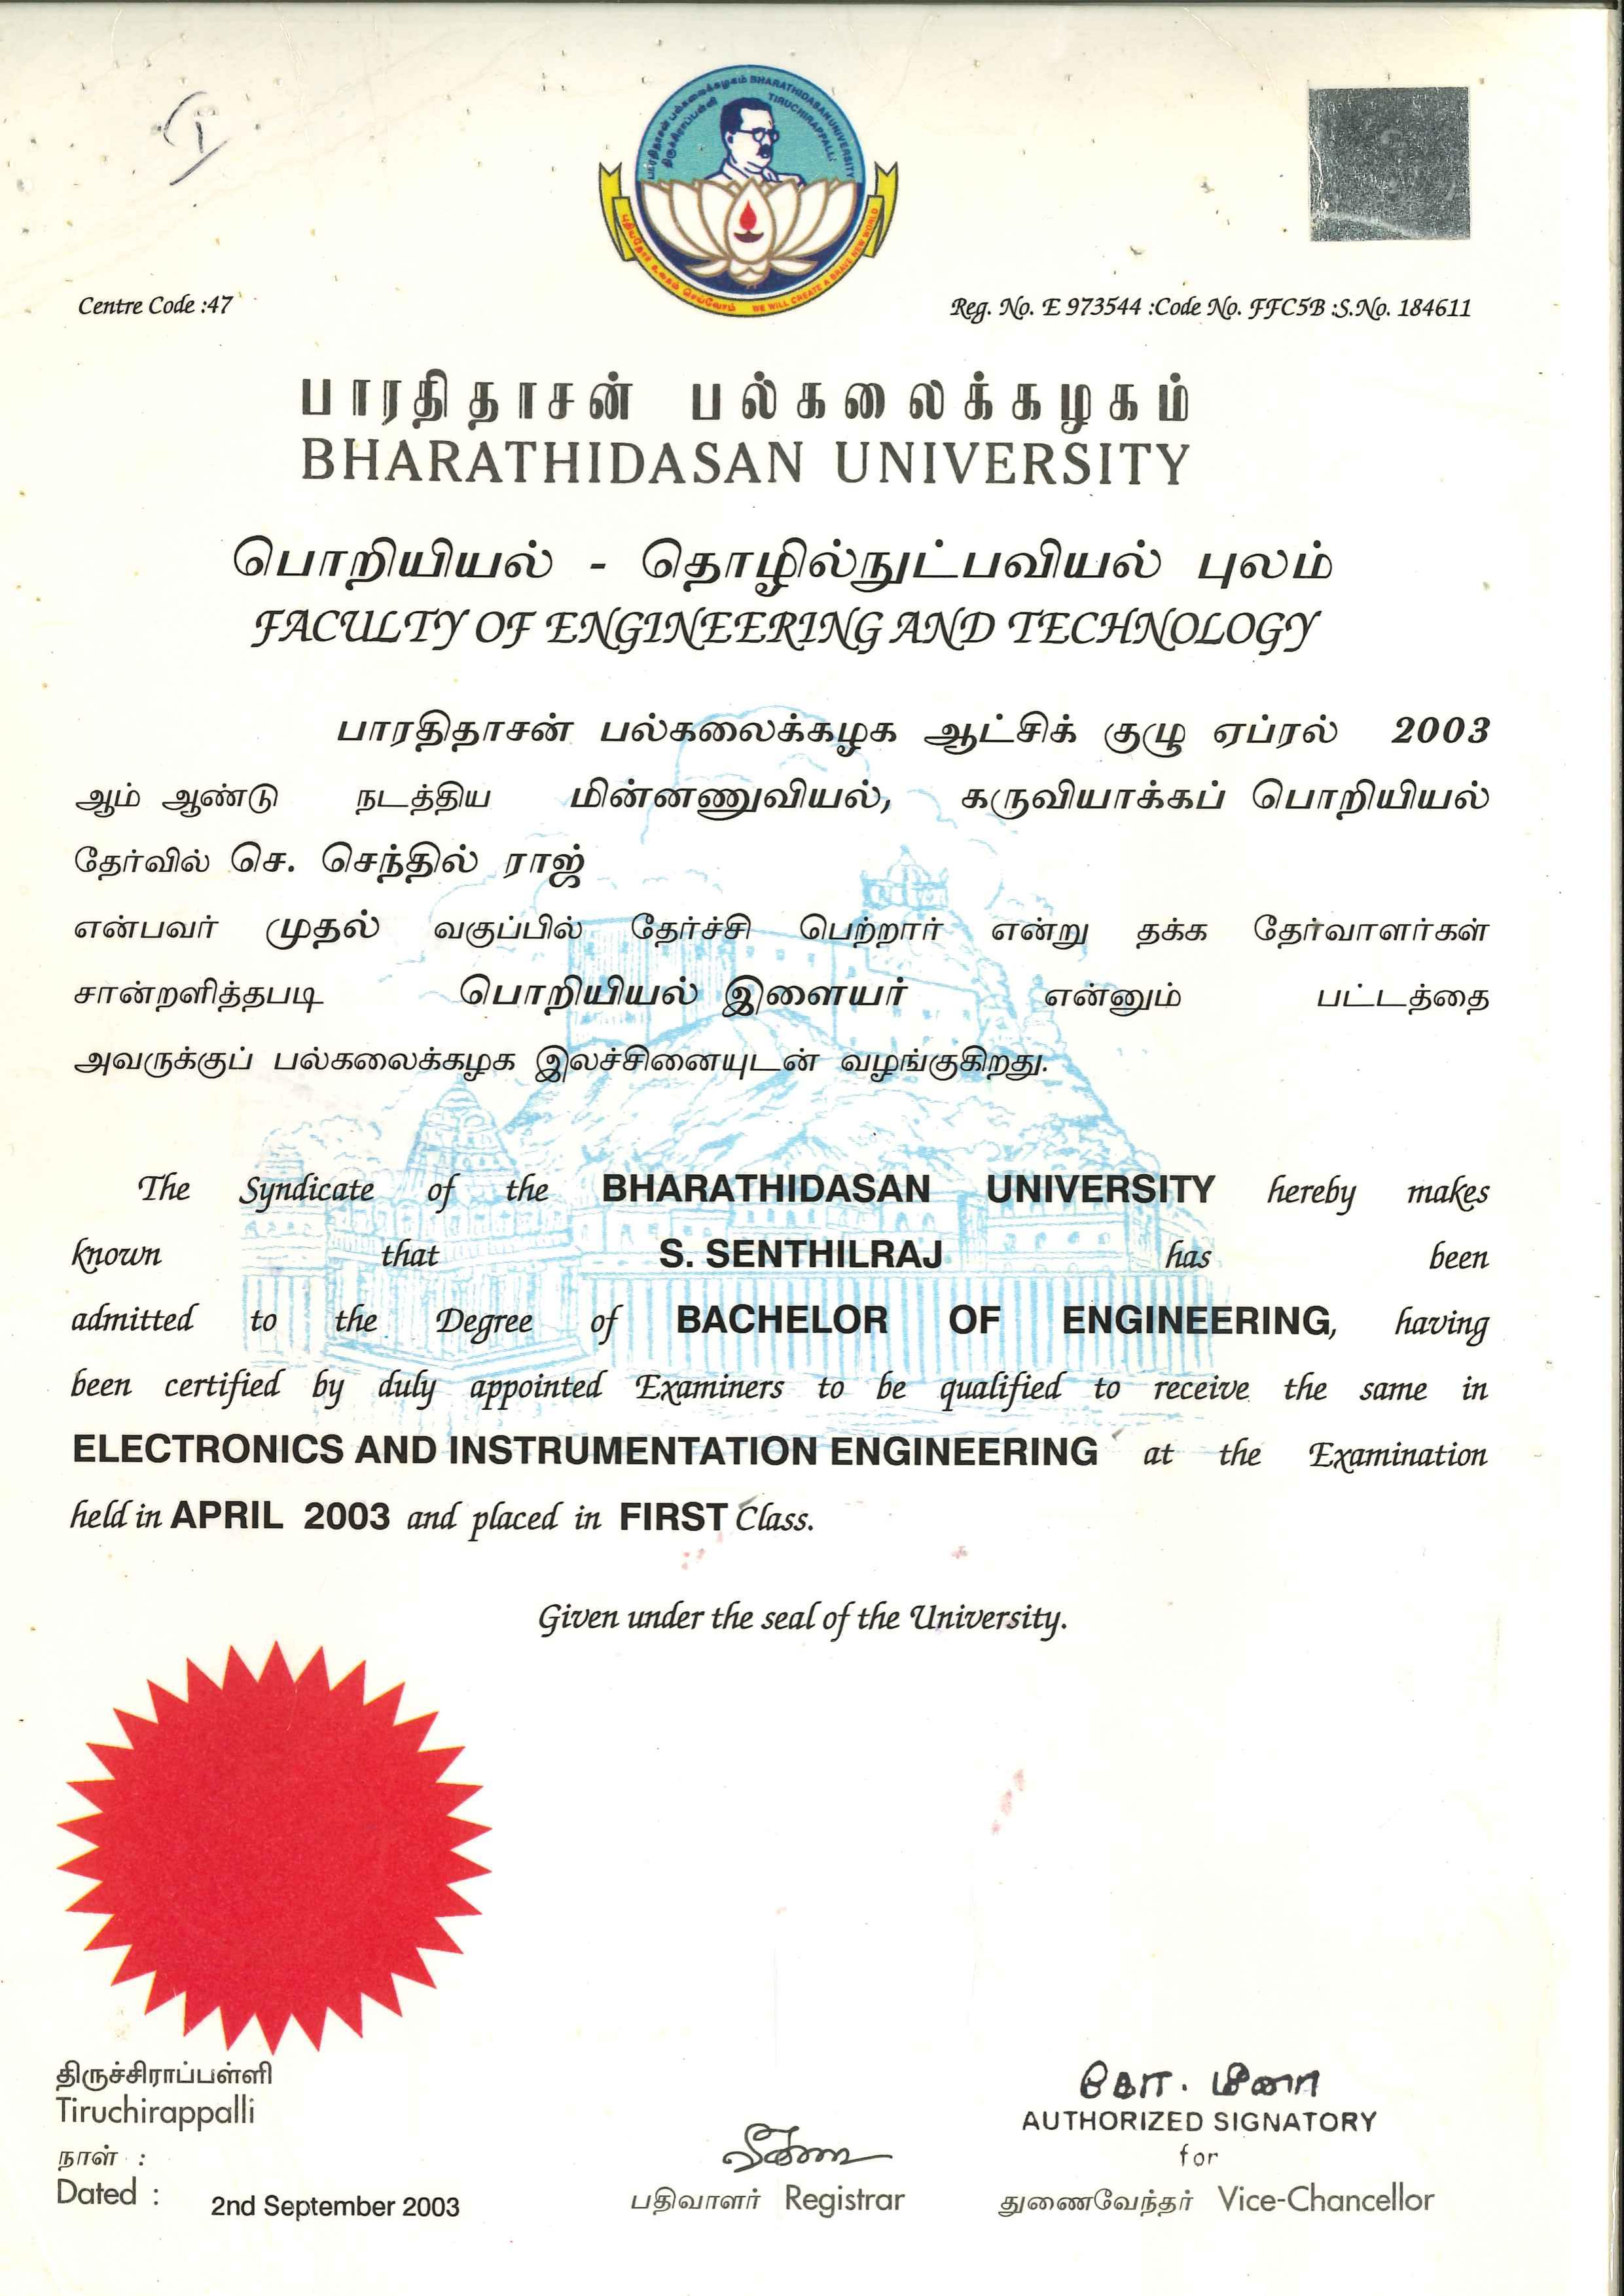 பாரதிதாசன் பல்கலைக்கழகம் BHARATHIDASAN UNIVERSITY
திருச்சிராப்பள்ளி TIRUCHIRAPPALLI
புதியதோர் உலகம் செய்வோம் WE WILL CREATE A BRAVE NEW WORLD
Centre Code :47
Reg. No. E 973544 :Code No. FFC5B :S.No. 184611
பாரதிதாசன் பல்கலைக்கழகம்
BHARATHIDASAN UNIVERSITY
பொறியியல் - தொழில்நுட்பவியல் புலம்
FACULTY OF ENGINEERING AND TECHNOLOGY
பாரதிதாசன் பல்கலைக்கழக ஆட்சிக் குழு ஏப்ரல் 2003
ஆம் ஆண்டு நடத்திய மின்னணுவியல், கருவியாக்கப் பொறியியல்
தேர்வில் செ. செந்தில் ராஜ்
என்பவர் முதல் வகுப்பில் தேர்ச்சி பெற்றார் என்று தக்க தேர்வாளர்கள்
சான்றளித்தபடி பொறியியல் இளையர் என்னும் பட்டத்தை
அவருக்குப் பல்கலைக்கழக இலச்சினையுடன் வழங்குகிறது.
The Syndicate of the BHARATHIDASAN UNIVERSITY hereby makes
known that S. SENTHILRAJ has been
admitted to the Degree of BACHELOR OF ENGINEERING, having
been certified by duly appointed Examiners to be qualified to receive the same in
ELECTRONICS AND INSTRUMENTATION ENGINEERING at the Examination
held in APRIL 2003 and placed in FIRST Class.
Given under the seal of the University.
திருச்சிராப்பள்ளி
Tiruchirappalli
கோ. மீனா
AUTHORIZED SIGNATORY
for
நாள் :
Dated : 2nd September 2003
பதிவாளர் Registrar
துணைவேந்தர் Vice-Chancellor